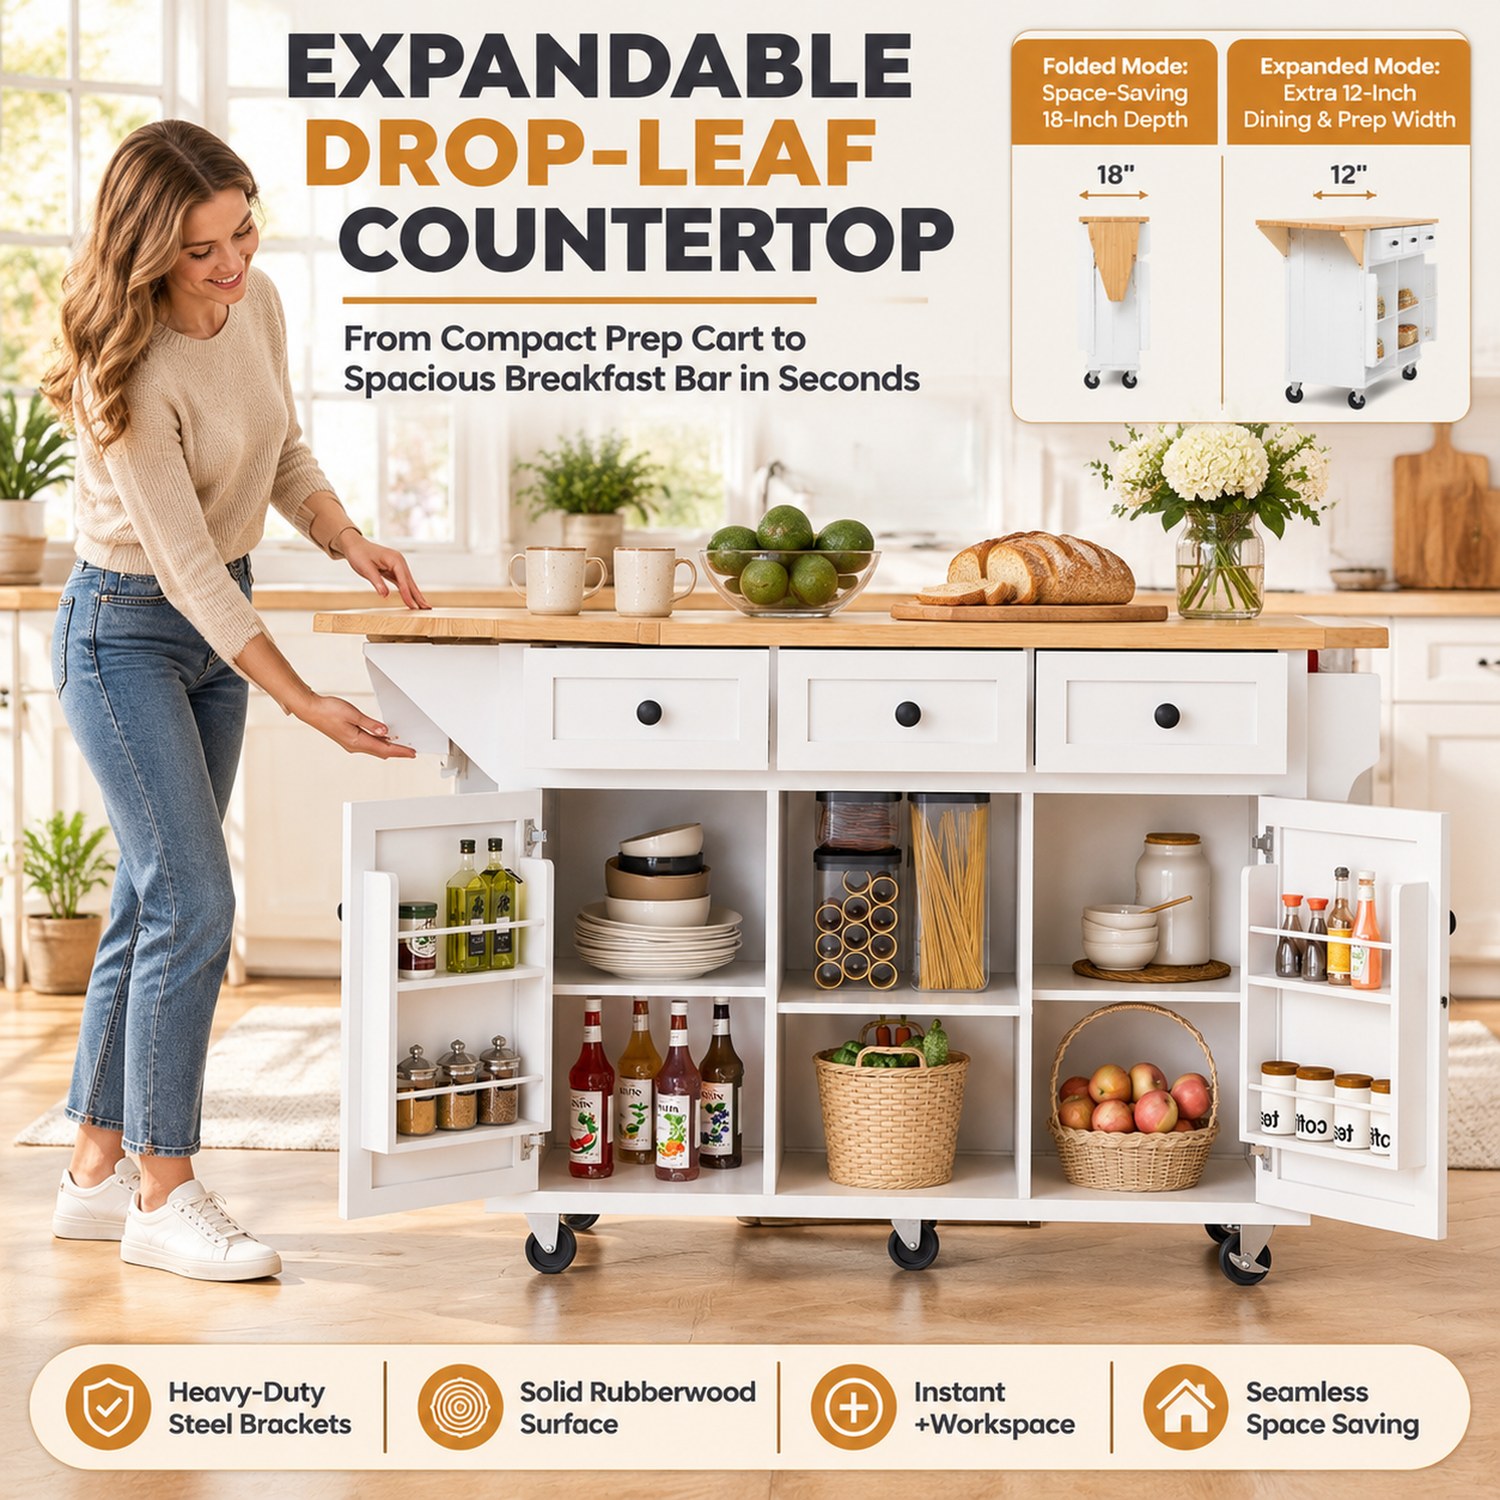 EXPANDABLE
DROP-LEAF
COUNTERTOP
From Compact Prep Cart to
Spacious Breakfast Bar in Seconds
Folded Mode:
Space-Saving
18-Inch Depth
18"
Expanded Mode:
Extra 12-Inch
Dining & Prep Width
12"
Heavy-Duty
Steel Brackets
Solid Rubberwood
Surface
Instant
+Workspace
Seamless
Space Saving